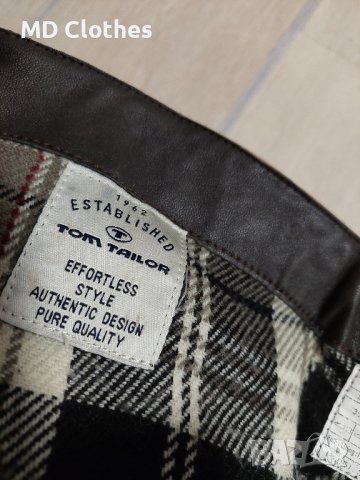 MD Clothes
1962
ESTABLISHED
T
TOM TAILOR
EFFORTLESS
STYLE
AUTHENTIC DESIGN
PURE QUALITY